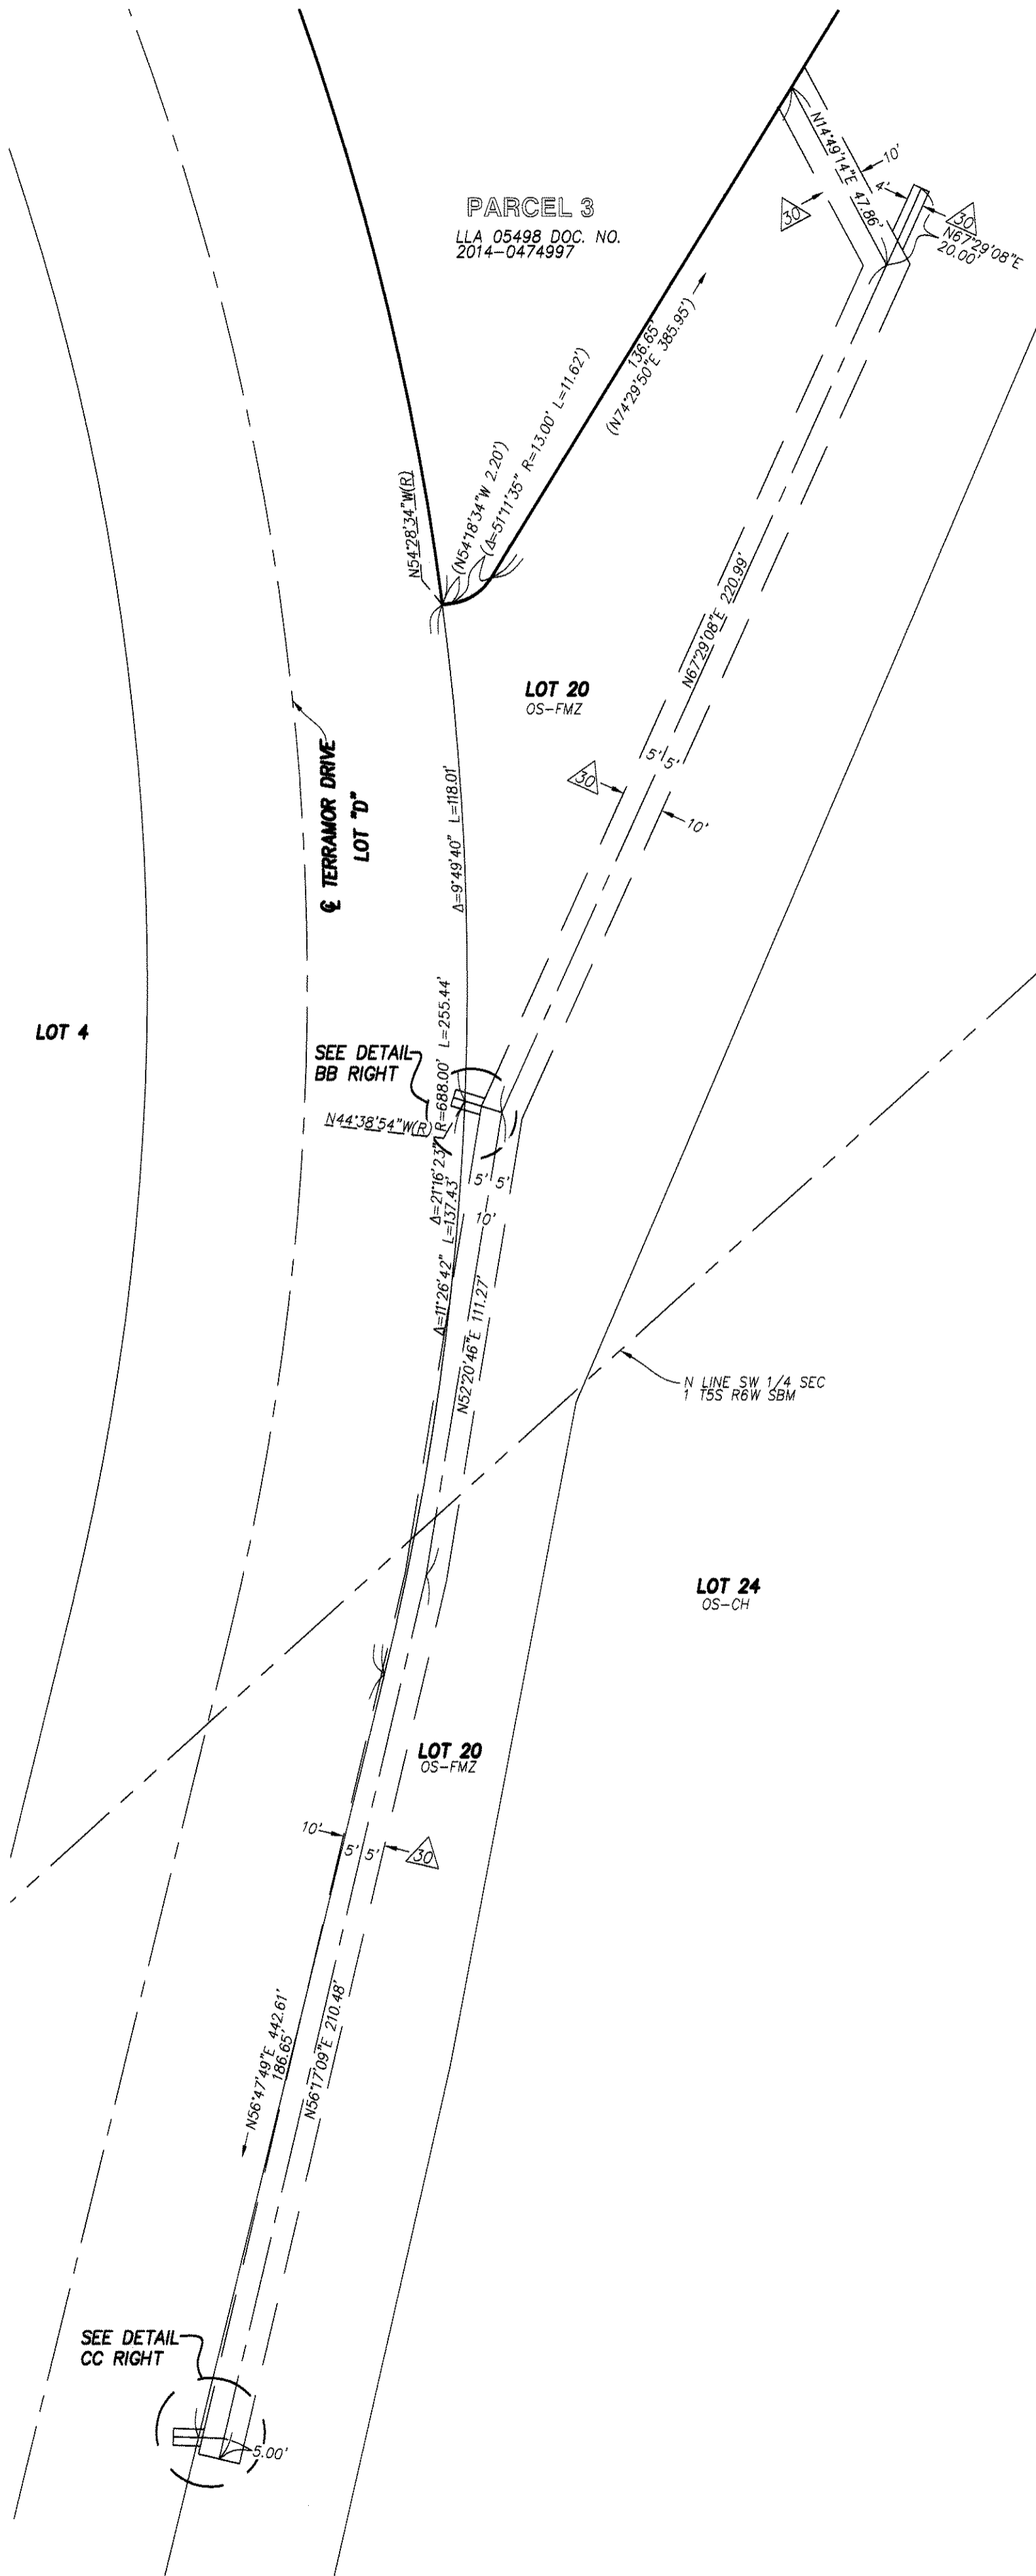 PARCEL 3
LLA 05498 DOC. NO.
2014-0474997
N14°49'14"E 47.86'
10'
4'
30
30
N67°29'08"E
20.00'
136.65'
(N74°29'50"E 385.95')
(Δ=51°11'35" R=13.00' L=11.62')
(N54°18'34"W 2.20')
N54°28'34"W(R)
N67°29'08"E 220.99'
LOT 20
OS-FMZ
℄ TERRAMOR DRIVE
LOT "D"
5' 5'
30
10'
Δ=9°49'40" L=118.01'
LOT 4
SEE DETAIL
BB RIGHT
N44°38'54"W(R)
Δ=21°16'23" R=688.00' L=255.44'
Δ=11°26'42" L=137.43'
5' 5'
10'
N52°20'46"E 111.27'
N LINE SW 1/4 SEC
1 T5S R6W SBM
LOT 24
OS-CH
LOT 20
OS-FMZ
10'
5' 5'
30
N56°47'49"E 442.61'
186.65'
N56°17'09"E 210.48'
SEE DETAIL
CC RIGHT
5.00'